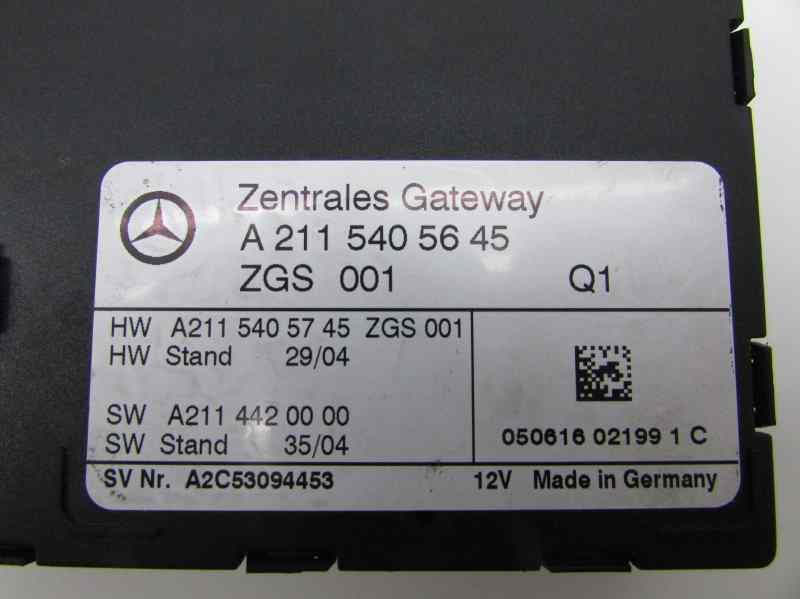 Zentrales Gateway
A 211 540 56 45
ZGS 001 Q1
HW A211 540 57 45 ZGS 001
HW Stand 29/04
SW A211 442 00 00
SW Stand 35/04
050616 02199 1 C
SV Nr. A2C53094453 12V Made in Germany